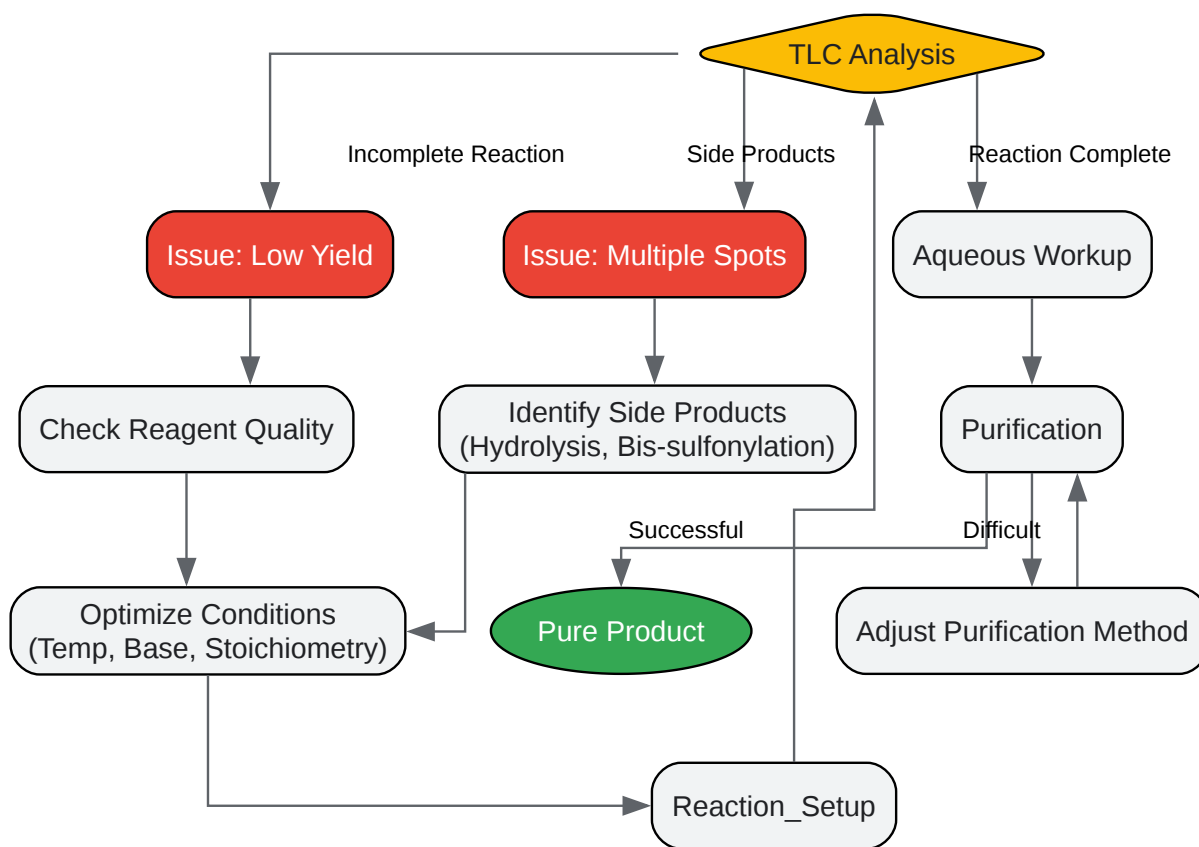 TLC Analysis
Incomplete Reaction
Side Products
Reaction Complete
Issue: Low Yield
Issue: Multiple Spots
Aqueous Workup
Check Reagent Quality
Identify Side Products
(Hydrolysis, Bis-sulfonylation)
Purification
Successful
Difficult
Optimize Conditions
(Temp, Base, Stoichiometry)
Pure Product
Adjust Purification Method
Reaction_Setup